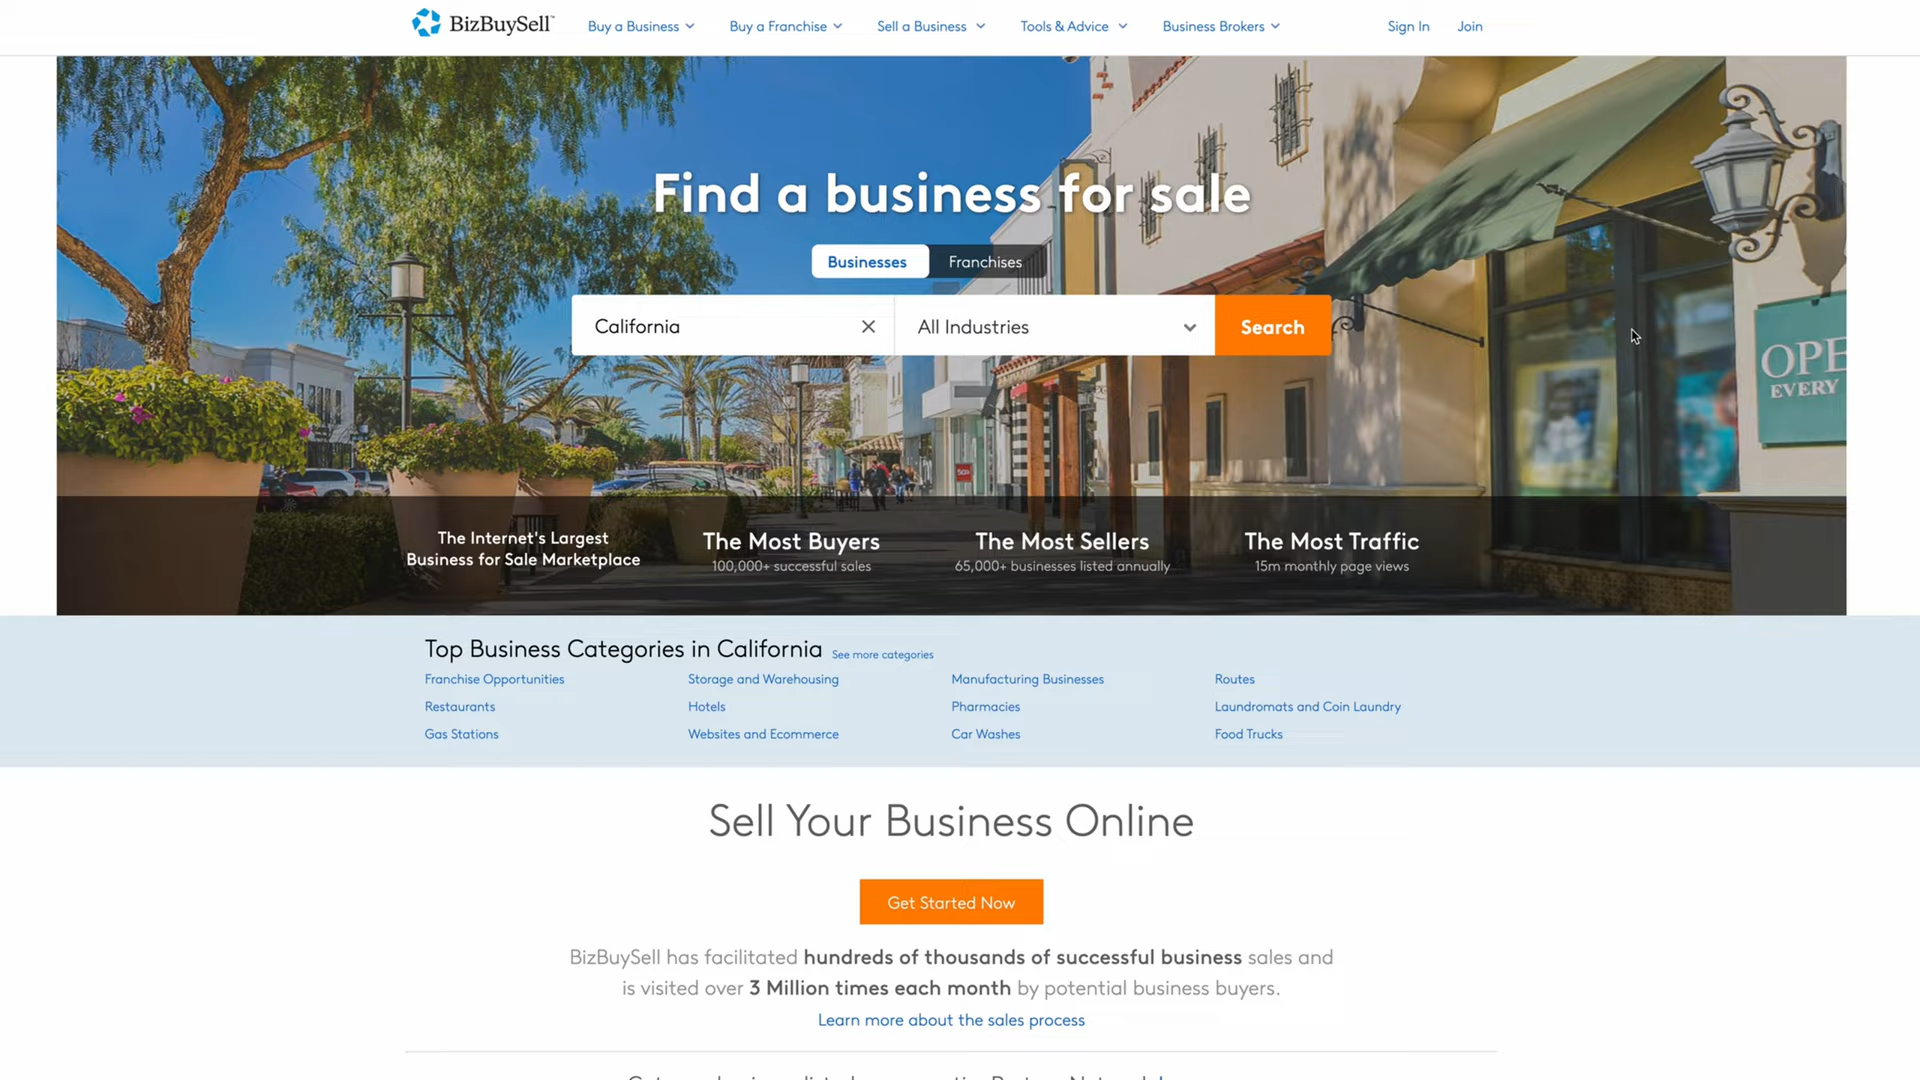 BizBuySell
Buy a Business
Buy a Franchise
Sell a Business
Tools & Advice
Business Brokers
Sign In
Join
Find a business for sale
Businesses
Franchises
California
All Industries
Search
OPE
EVERY
The Internet's Largest
Business for Sale Marketplace
The Most Buyers
100,000+ successful sales
The Most Sellers
65,000+ businesses listed annually
The Most Traffic
15m monthly page views
Top Business Categories in California
See more categories
Franchise Opportunities
Storage and Warehousing
Manufacturing Businesses
Routes
Restaurants
Hotels
Pharmacies
Laundromats and Coin Laundry
Gas Stations
Websites and Ecommerce
Car Washes
Food Trucks
Sell Your Business Online
Get Started Now
BizBuySell has facilitated hundreds of thousands of successful business sales and
is visited over 3 Million times each month by potential business buyers.
Learn more about the sales process